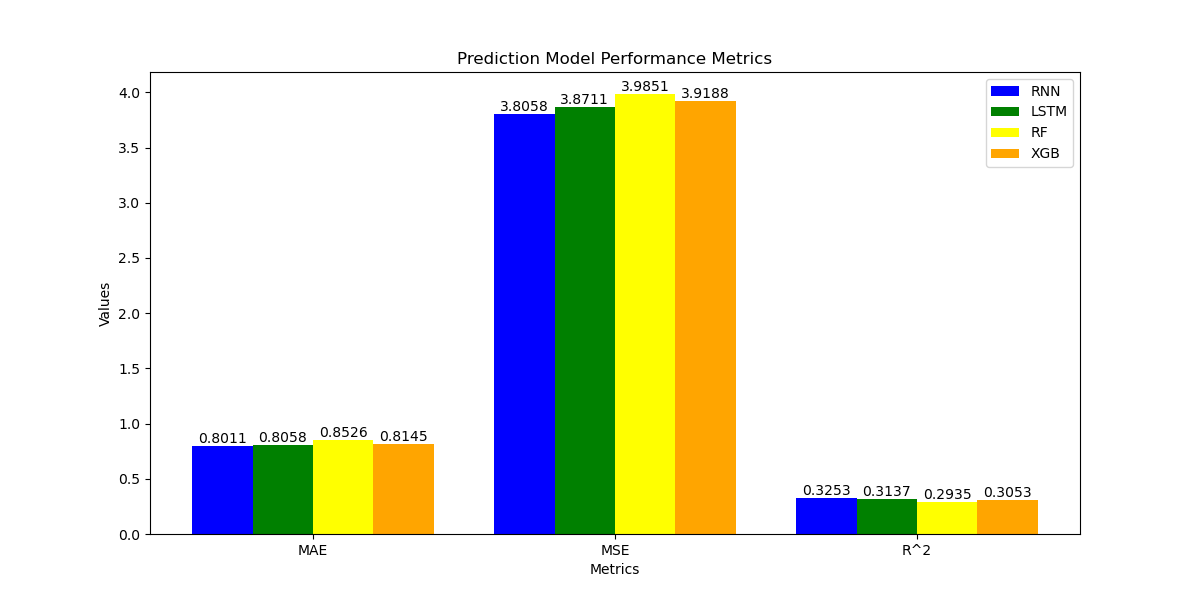 Prediction Model Performance Metrics
4.0
3.5
3.0
2.5
2.0
1.5
1.0
0.5
0.0
Values
0.8011
0.8058
0.8526
0.8145
3.8058
3.8711
3.9851
3.9188
0.3253
0.3137
0.2935
0.3053
RNN
LSTM
RF
XGB
MAE
MSE
R^2
Metrics